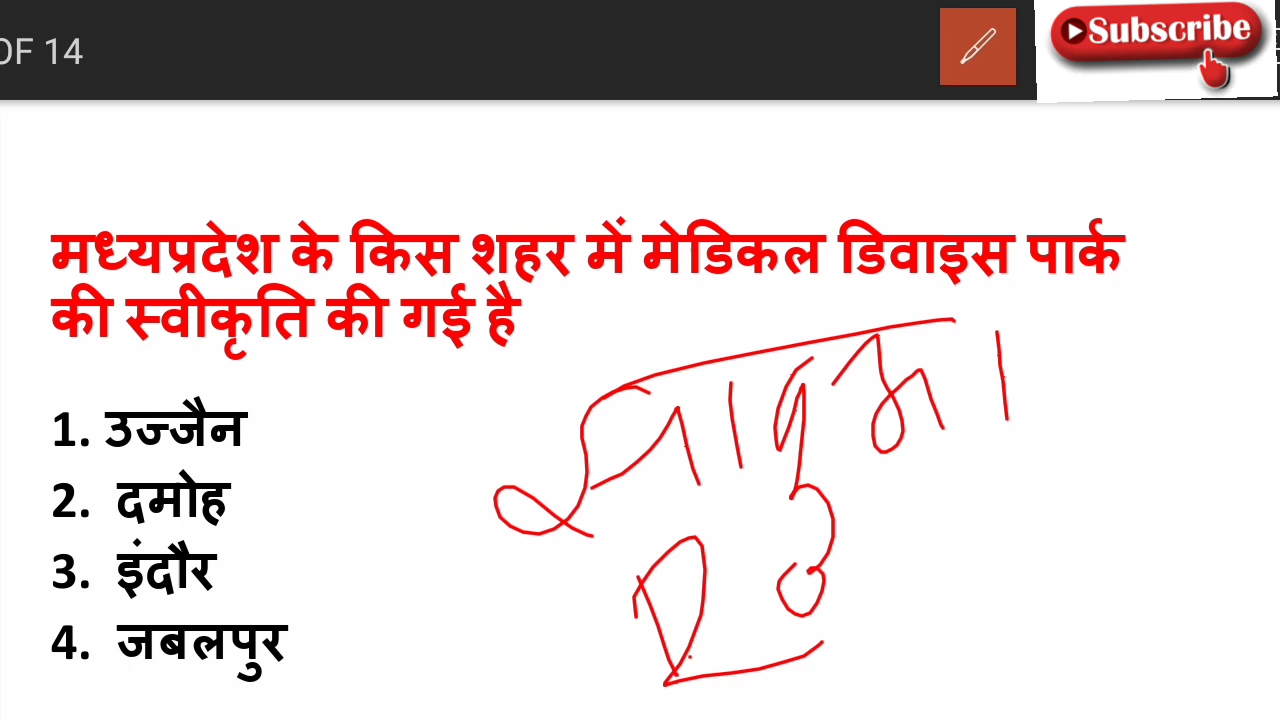 OF 14
Subscribe
मध्यप्रदेश के किस शहर में मेडिकल डिवाइस पार्क
की स्वीकृति की गई है
1. उज्जैन
2. दमोह
3. इंदौर
4. जबलपुर